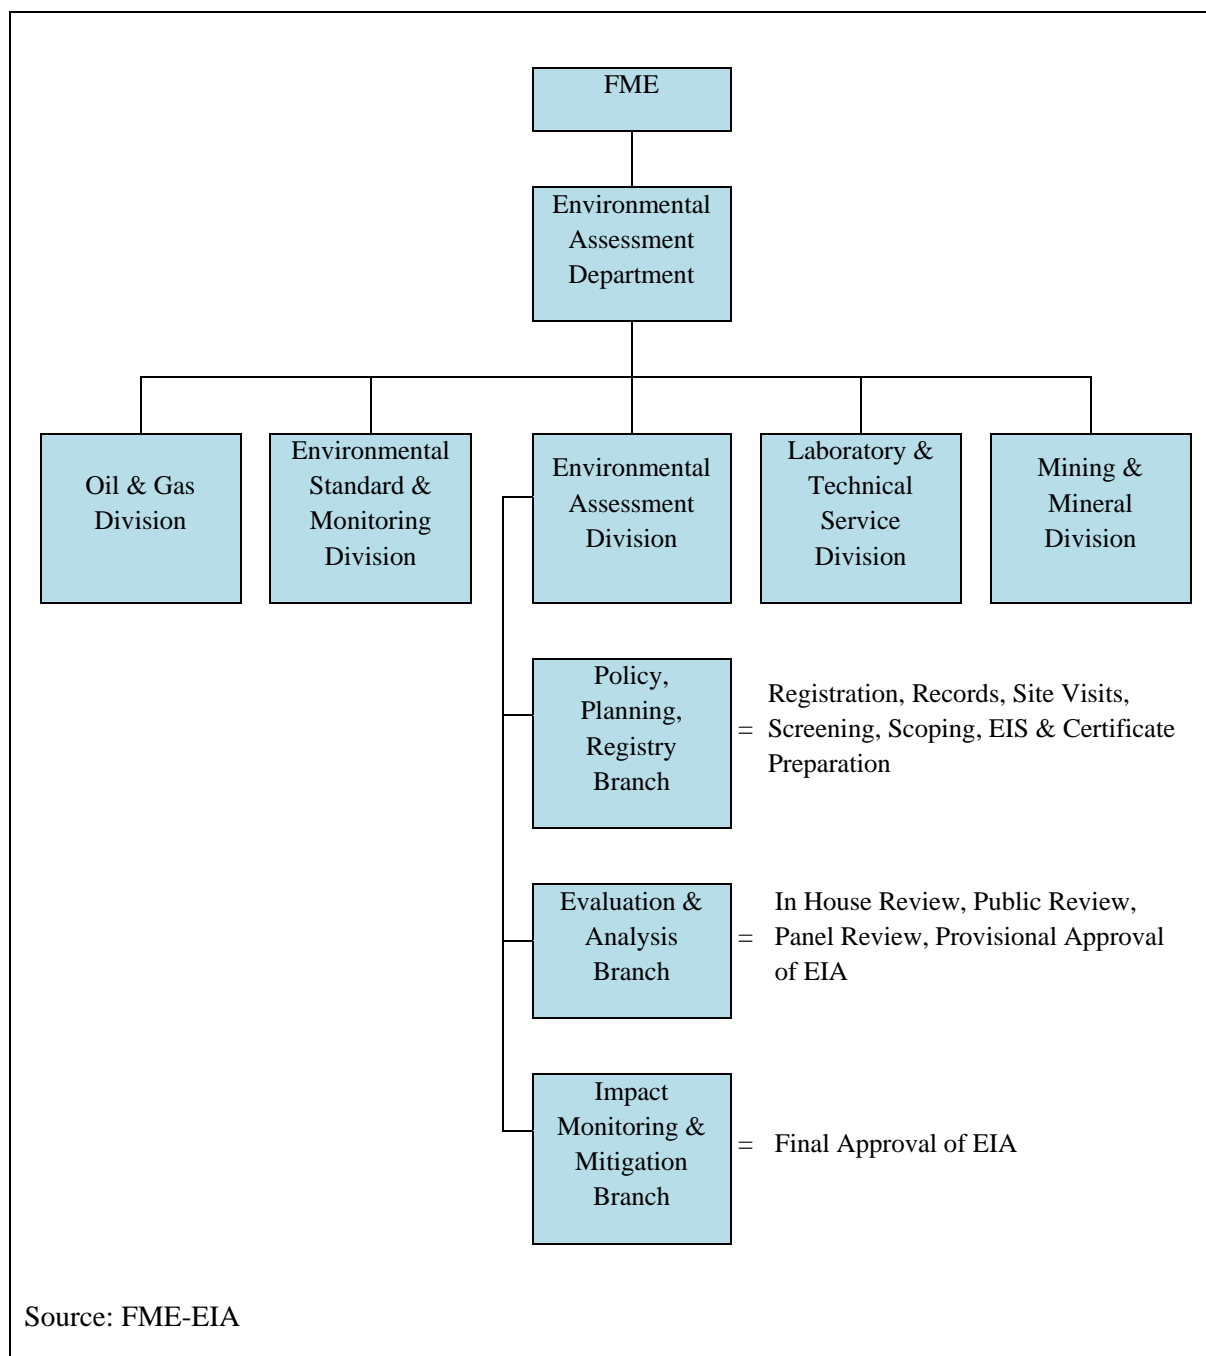 FME
Environmental
Assessment
Department
Oil & Gas
Division
Environmental
Standard &
Monitoring
Division
Environmental
Assessment
Division
Laboratory &
Technical
Service
Division
Mining &
Mineral
Division
Policy,
Planning,
Registry
Branch
= Registration, Records, Site Visits,
Screening, Scoping, EIS & Certificate
Preparation
Evaluation &
Analysis
Branch
= In House Review, Public Review,
Panel Review, Provisional Approval
of EIA
Impact
Monitoring &
Mitigation
Branch
= Final Approval of EIA
Source: FME-EIA